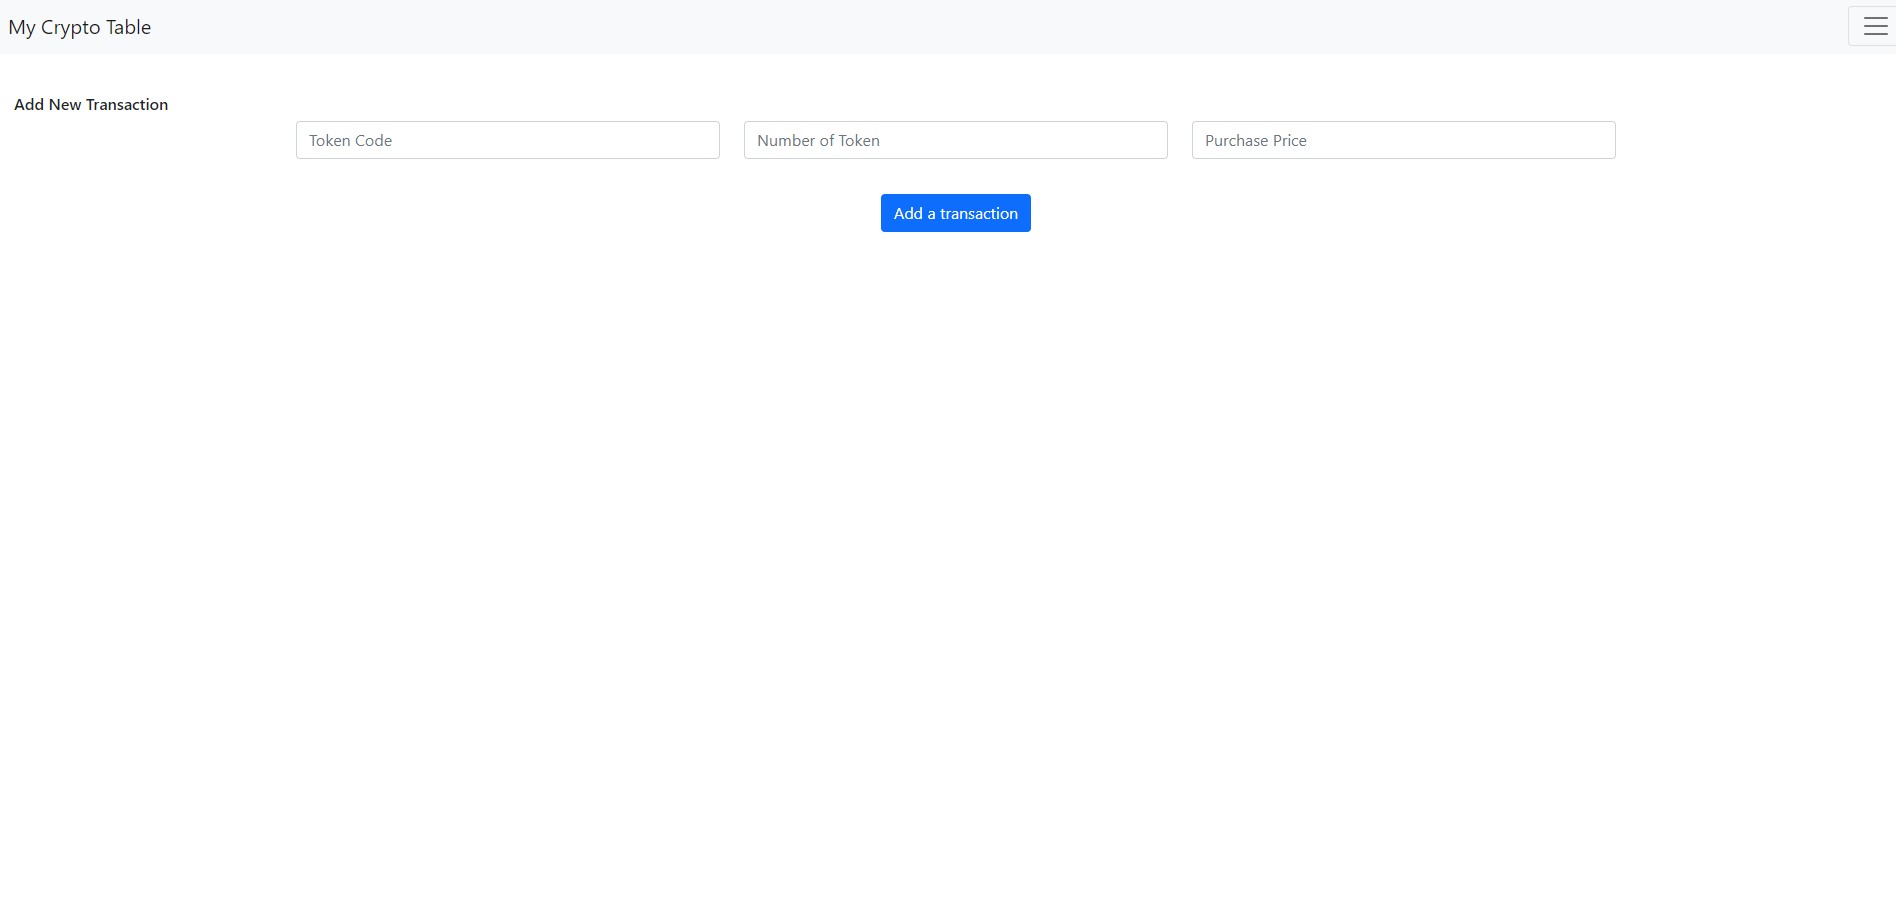 My Crypto Table
Add New Transaction
Token Code
Number of Token
Purchase Price
Add a transaction